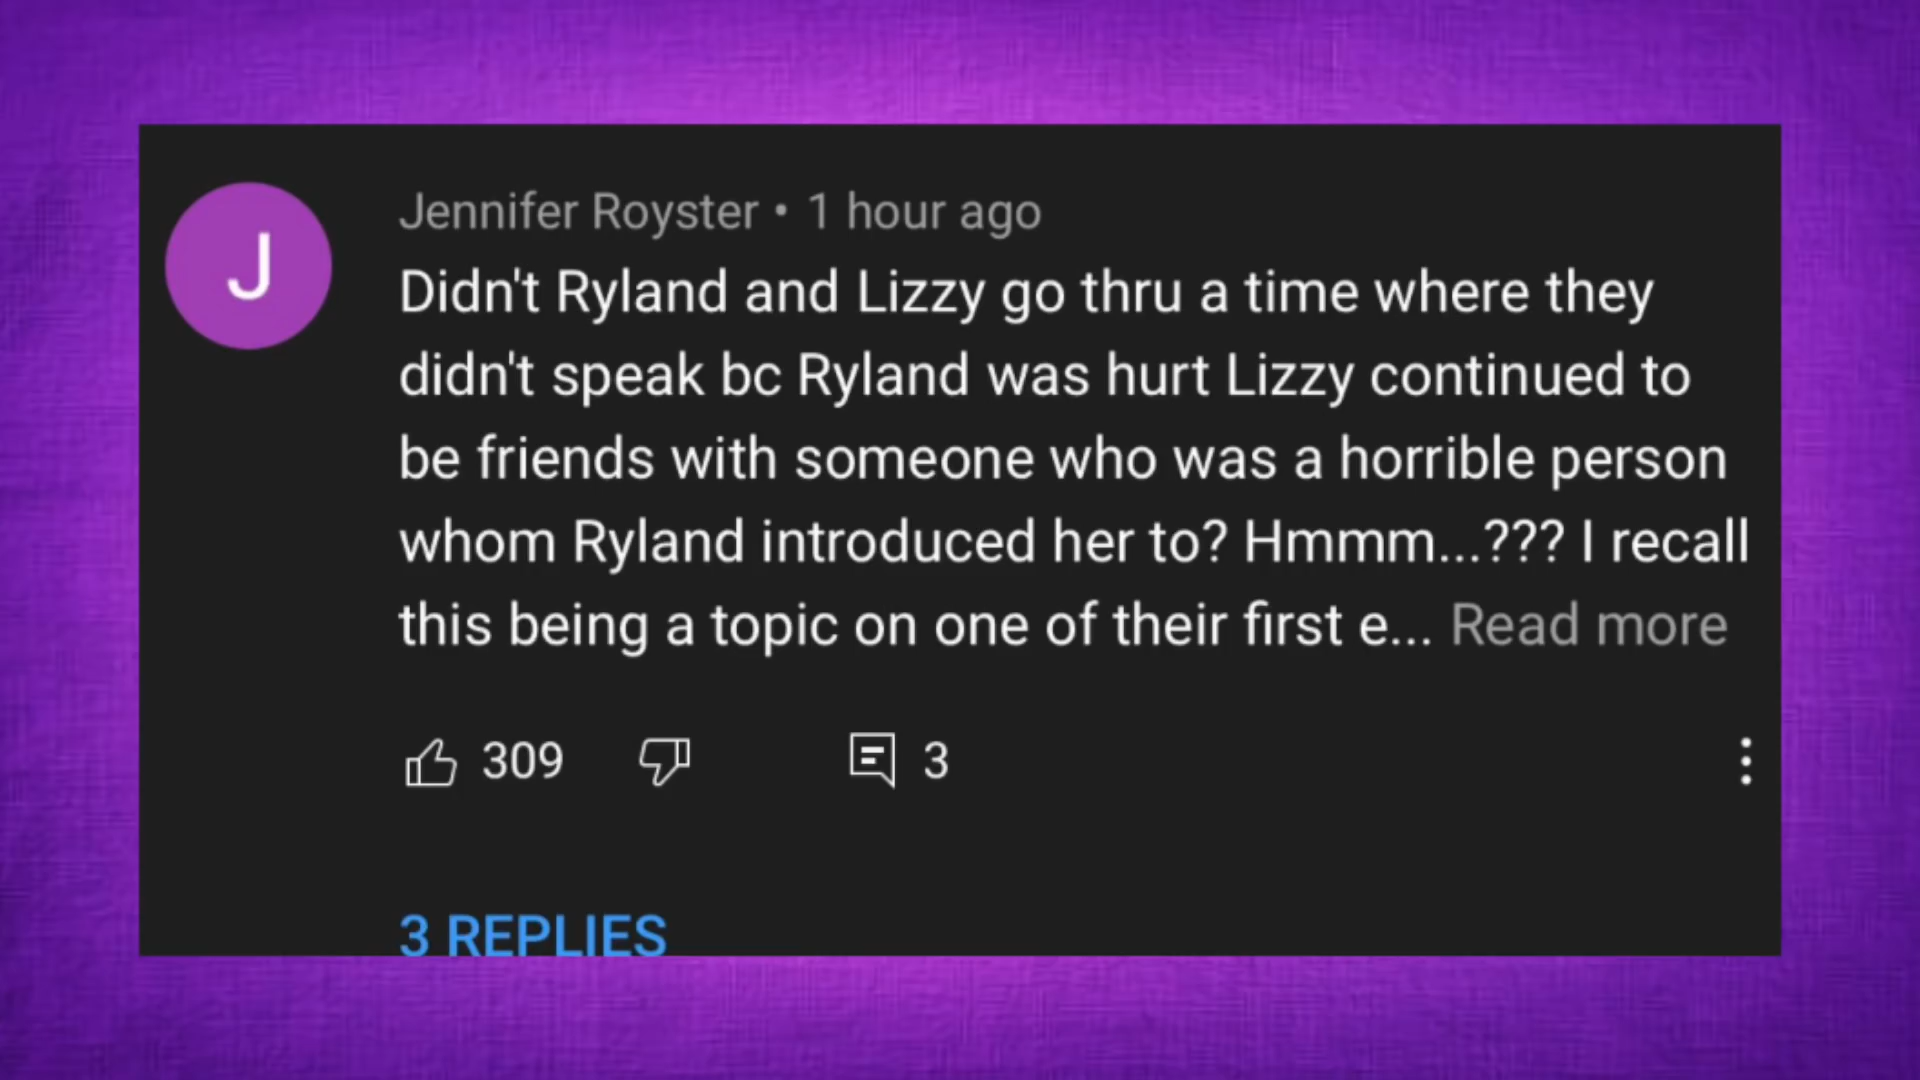 J
Jennifer Royster • 1 hour ago
Didn't Ryland and Lizzy go thru a time where they
didn't speak bc Ryland was hurt Lizzy continued to
be friends with someone who was a horrible person
whom Ryland introduced her to? Hmmm...??? I recall
this being a topic on one of their first e... Read more
309 3
3 REPLIES